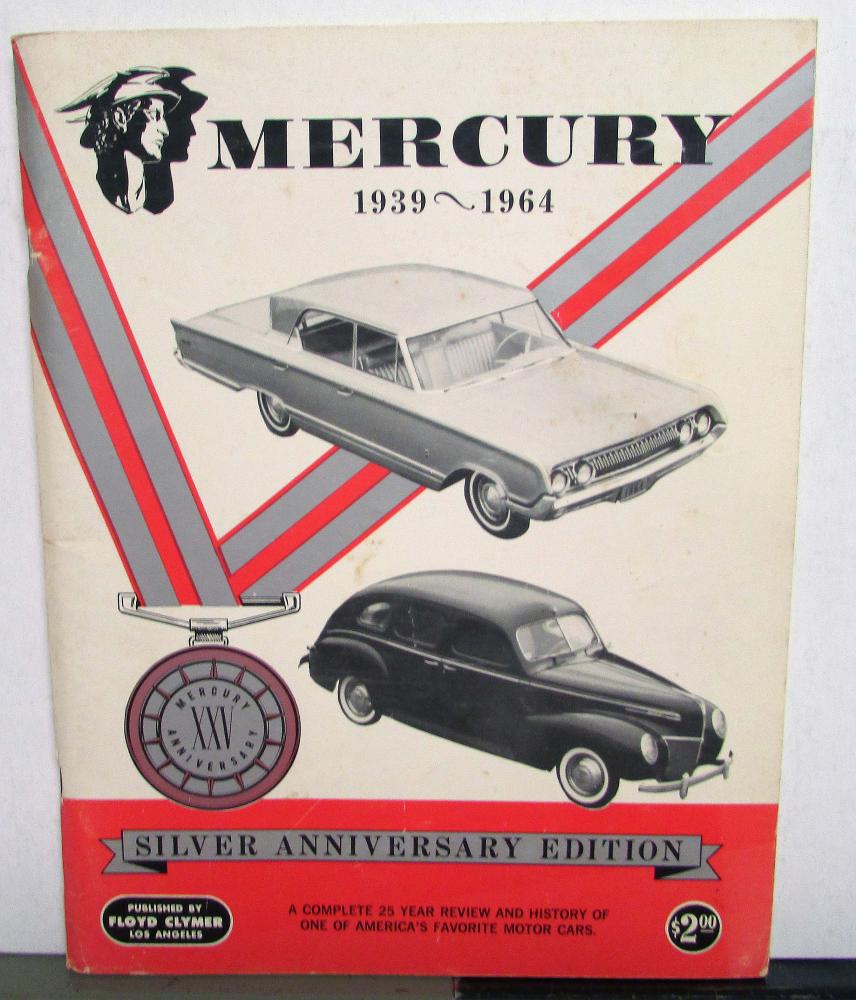 MERCURY
1939~1964
1964
MERCURY
XXV
ANNIVERSARY
SILVER ANNIVERSARY EDITION
PUBLISHED BY
FLOYD CLYMER
LOS ANGELES
A COMPLETE 25 YEAR REVIEW AND HISTORY OF
ONE OF AMERICA'S FAVORITE MOTOR CARS.
$2.00